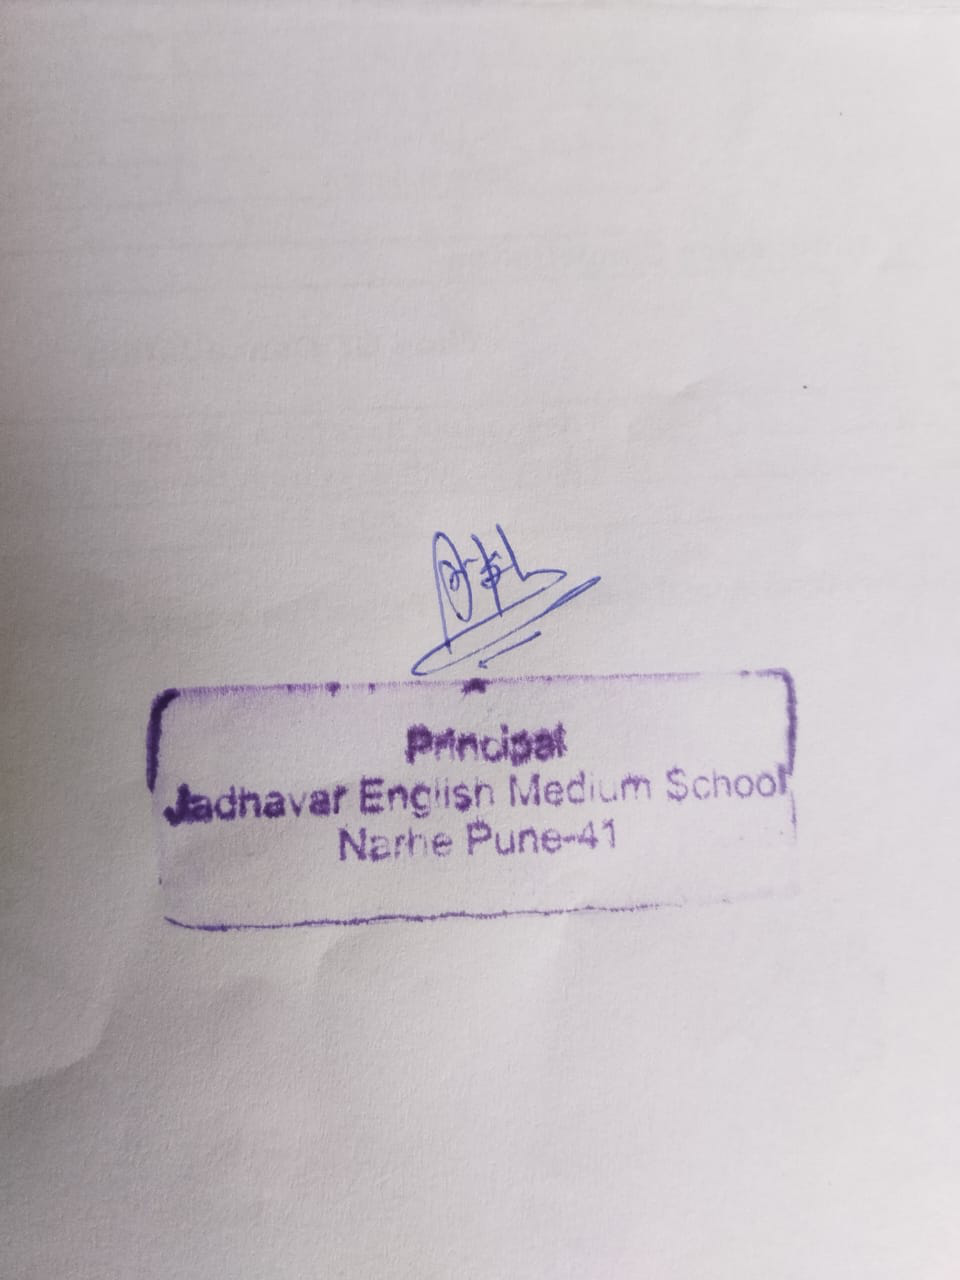 Principal
Jadhavar English Medium School
Narhe Pune-41